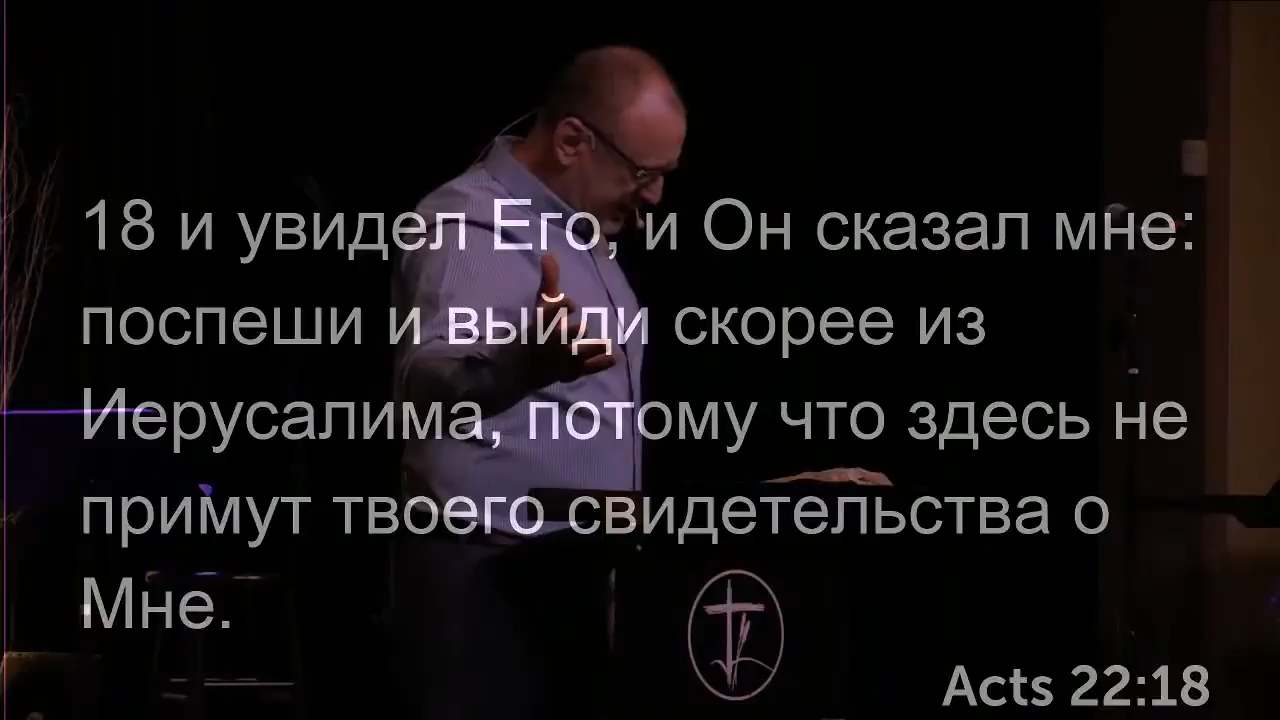 18 и увидел Его, и Он сказал мне:
поспеши и выйди скорее из
Иерусалима, потому что здесь не
примут твоего свидетельства о
Мне.
Acts 22:18